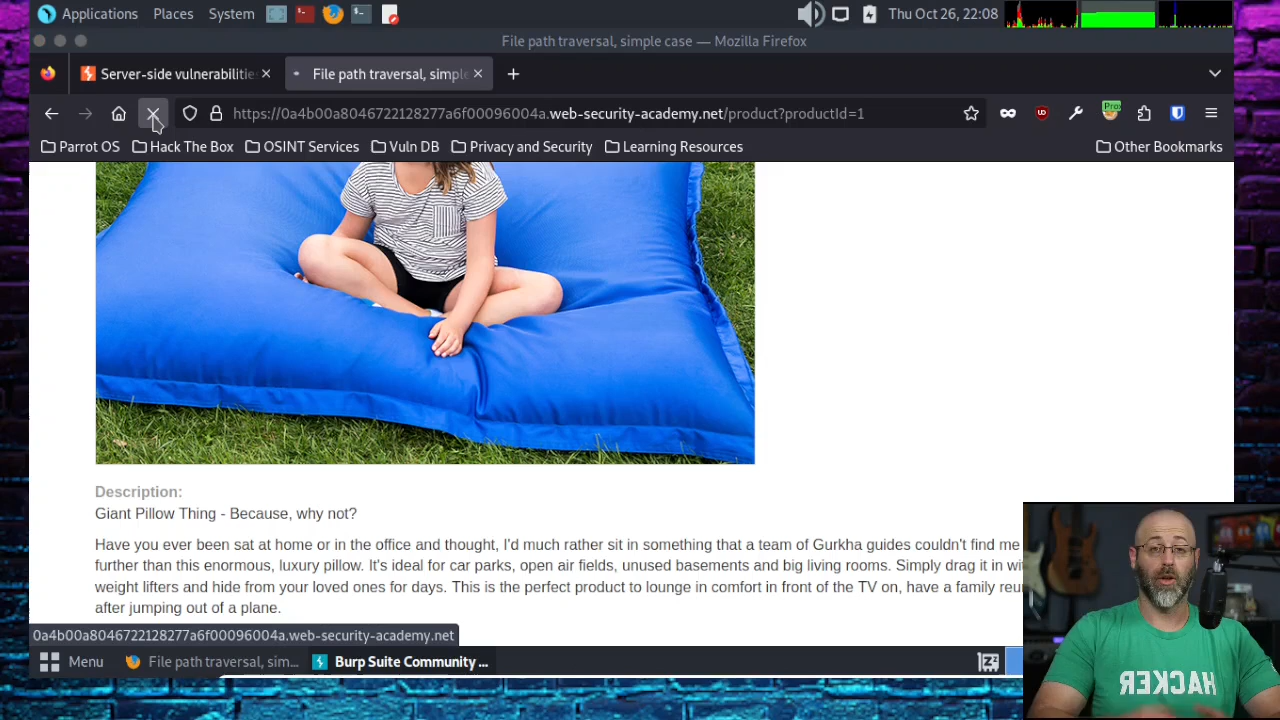 Applications Places System Thu Oct 26, 22:08
File path traversal, simple case — Mozilla Firefox
Server-side vulnerabilitie File path traversal, simple
https://0a4b00a8046722128277a6f00096004a.web-security-academy.net/product?productId=1
Prox
Parrot OS Hack The Box OSINT Services Vuln DB Privacy and Security Learning Resources Other Bookmarks
Description:
Giant Pillow Thing - Because, why not?
Have you ever been sat at home or in the office and thought, I'd much rather sit in something that a team of Gurkha guides couldn't find me
further than this enormous, luxury pillow. It's ideal for car parks, open air fields, unused basements and big living rooms. Simply drag it in wi
weight lifters and hide from your loved ones for days. This is the perfect product to lounge in comfort in front of the TV on, have a family reu
after jumping out of a plane.
0a4b00a8046722128277a6f00096004a.web-security-academy.net
Menu File path traversal, sim... Burp Suite Community ...
HACKER